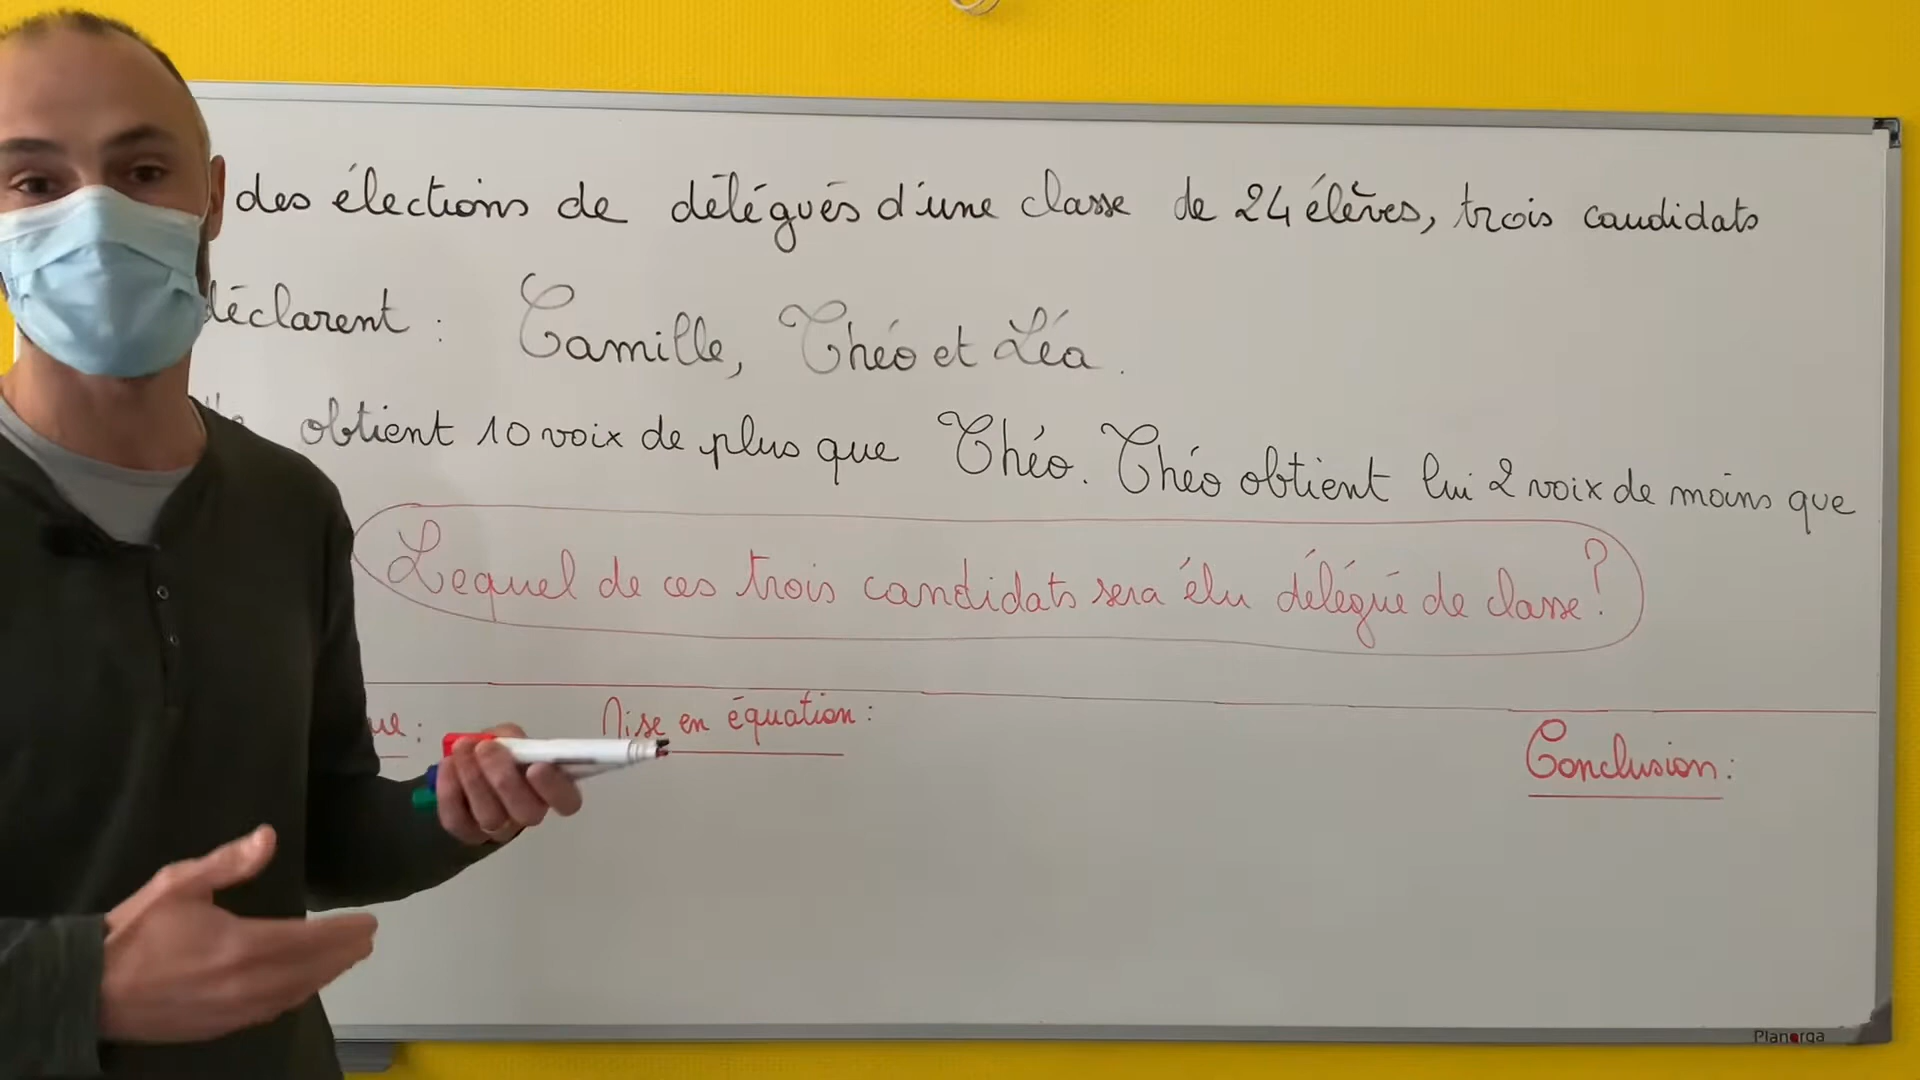 des élections de délégués d'une classe de 24 élèves, trois candidats
déclarent : Camille, Théo et Léa.
obtient 10 voix de plus que Théo. Théo obtient lui 2 voix de moins que
Lequel de ces trois candidats sera élu délégué de classe ?
ue :
Mise en équation :
Conclusion :
Planorga